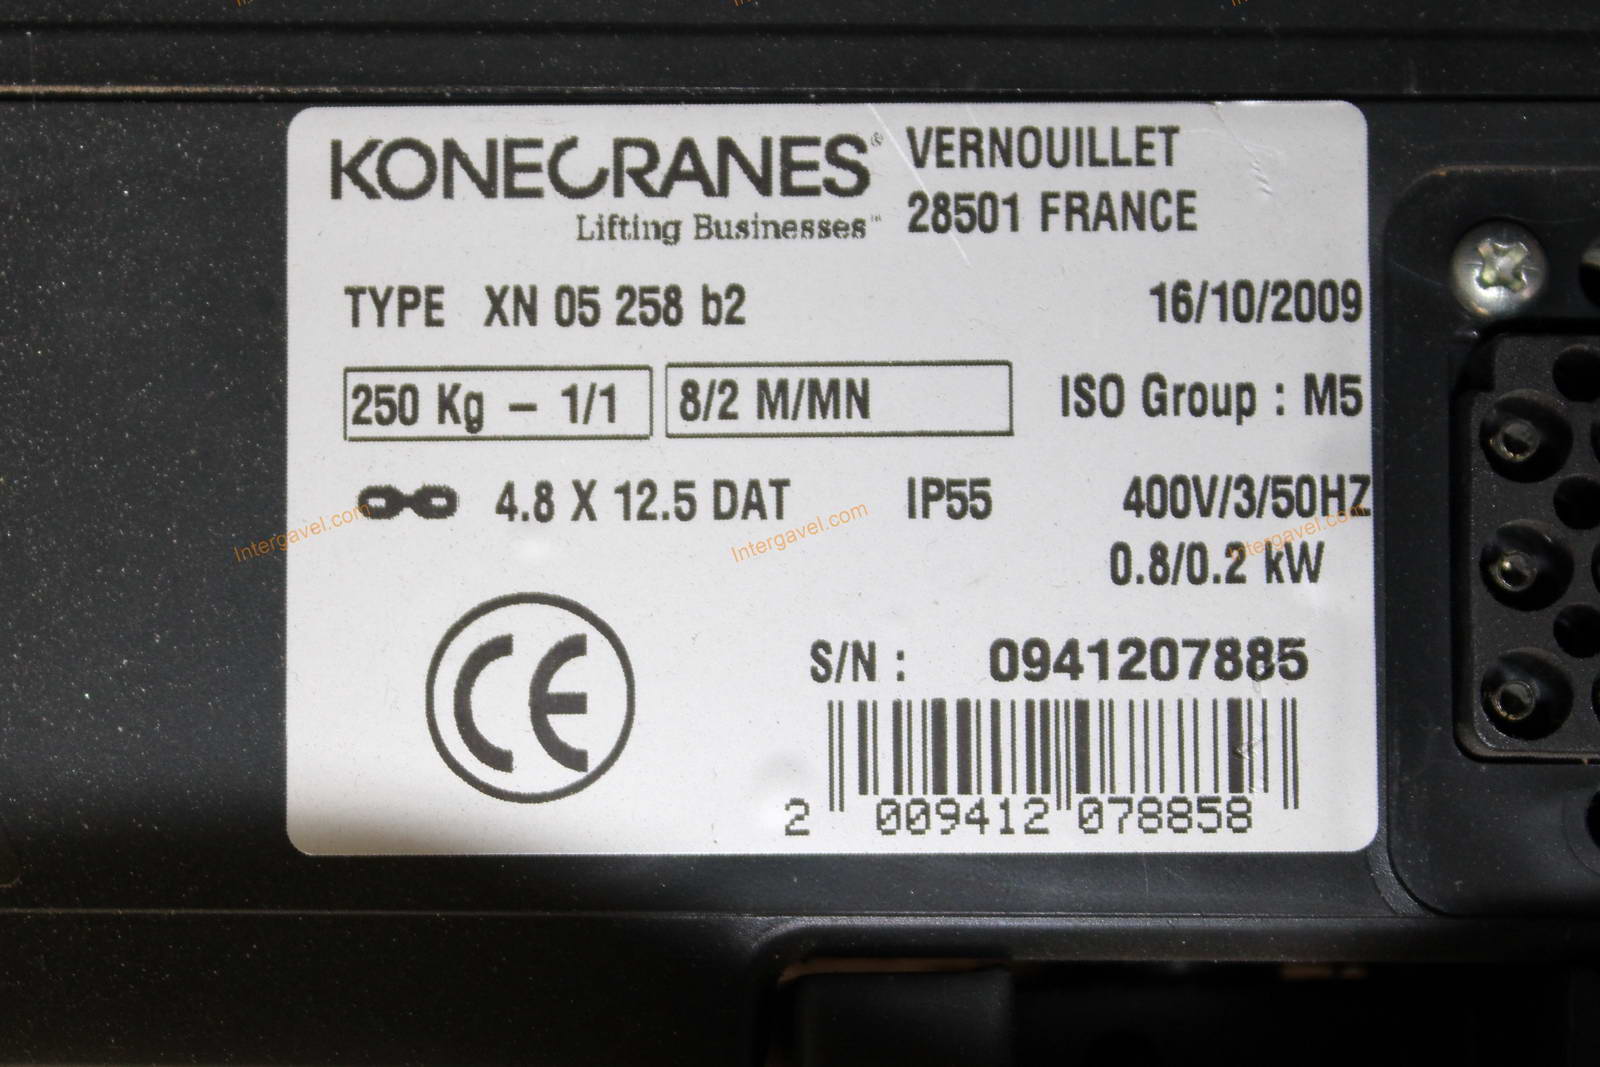 KONECRANES®
Lifting Businesses™
VERNOUILLET
28501 FRANCE
TYPE XN 05 258 b2
16/10/2009
250 Kg - 1/1
8/2 M/MN
ISO Group : M5
4.8 X 12.5 DAT
IP55
400V/3/50HZ
0.8/0.2 kW
Intergavel.com
Intergavel.com
Intergavel.com
CE
S/N : 0941207885
2 009412 078858